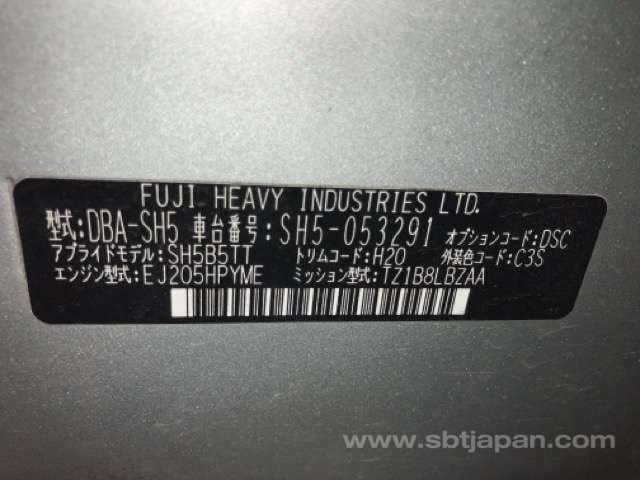 FUJI HEAVY INDUSTRIES LTD.
型式:DBA-SH5 車台番号:SH5-053291 オプションコード:DSC
アプライドモデル:SH5B5TT トリムコード:H20 外装色コード:C3S
エンジン型式:EJ205HPYME ミッション型式:TZ1B8LBZAA
www.sbtjapan.com